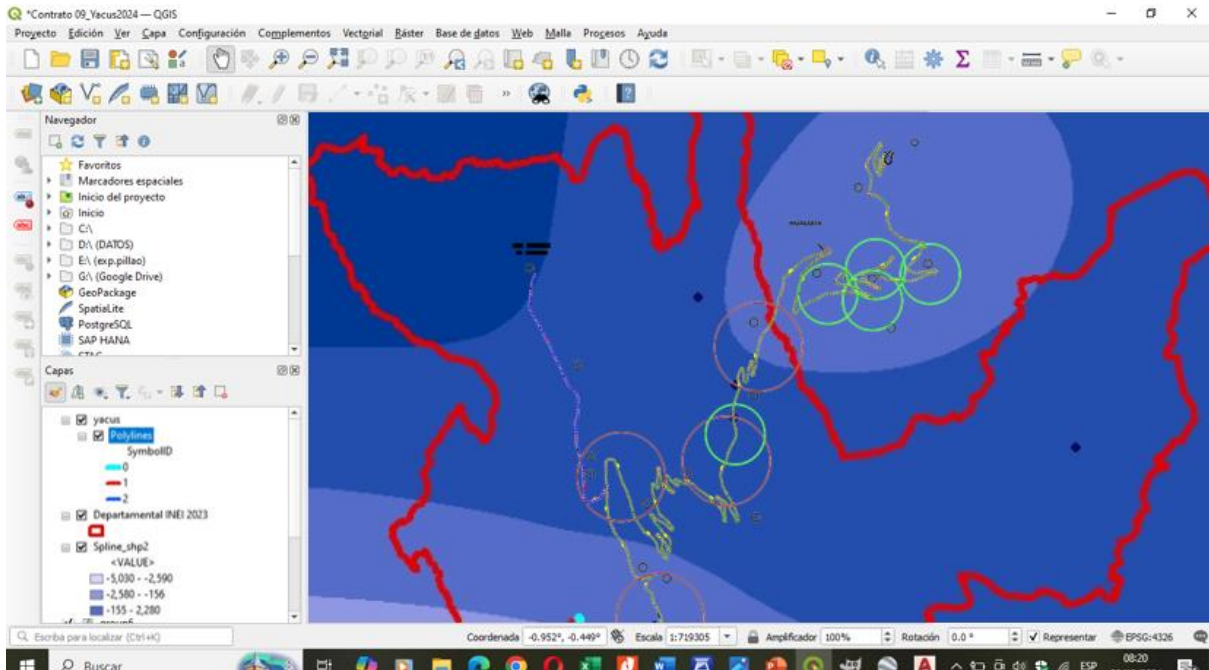 *Contrato 09_Yacus2024 — QGIS
Proyecto Edición Ver Capa Configuración Complementos Vectorial Ráster Base de datos Web Malla Procesos Ayuda
Navegador
Favoritos
Marcadores espaciales
Inicio del proyecto
Inicio
C:\
D:\ (DATOS)
E:\ (exp.pillao)
G:\ (Google Drive)
GeoPackage
SpatiaLite
PostgreSQL
SAP HANA
STAC
Capas
yacus
Polylines
SymbolID
0
1
2
Departamental INEI 2023
Spline_shp2
<VALUE>
-5,030 - -2,590
-2,580 - -156
-155 - 2,280
Escriba para localizar (Ctrl+K)
Coordenada -0.952°, -0.449° Escala 1:719305 Amplificador 100% Rotación 0.0 ° Representar EPSG:4326
Buscar
ESP
08:20